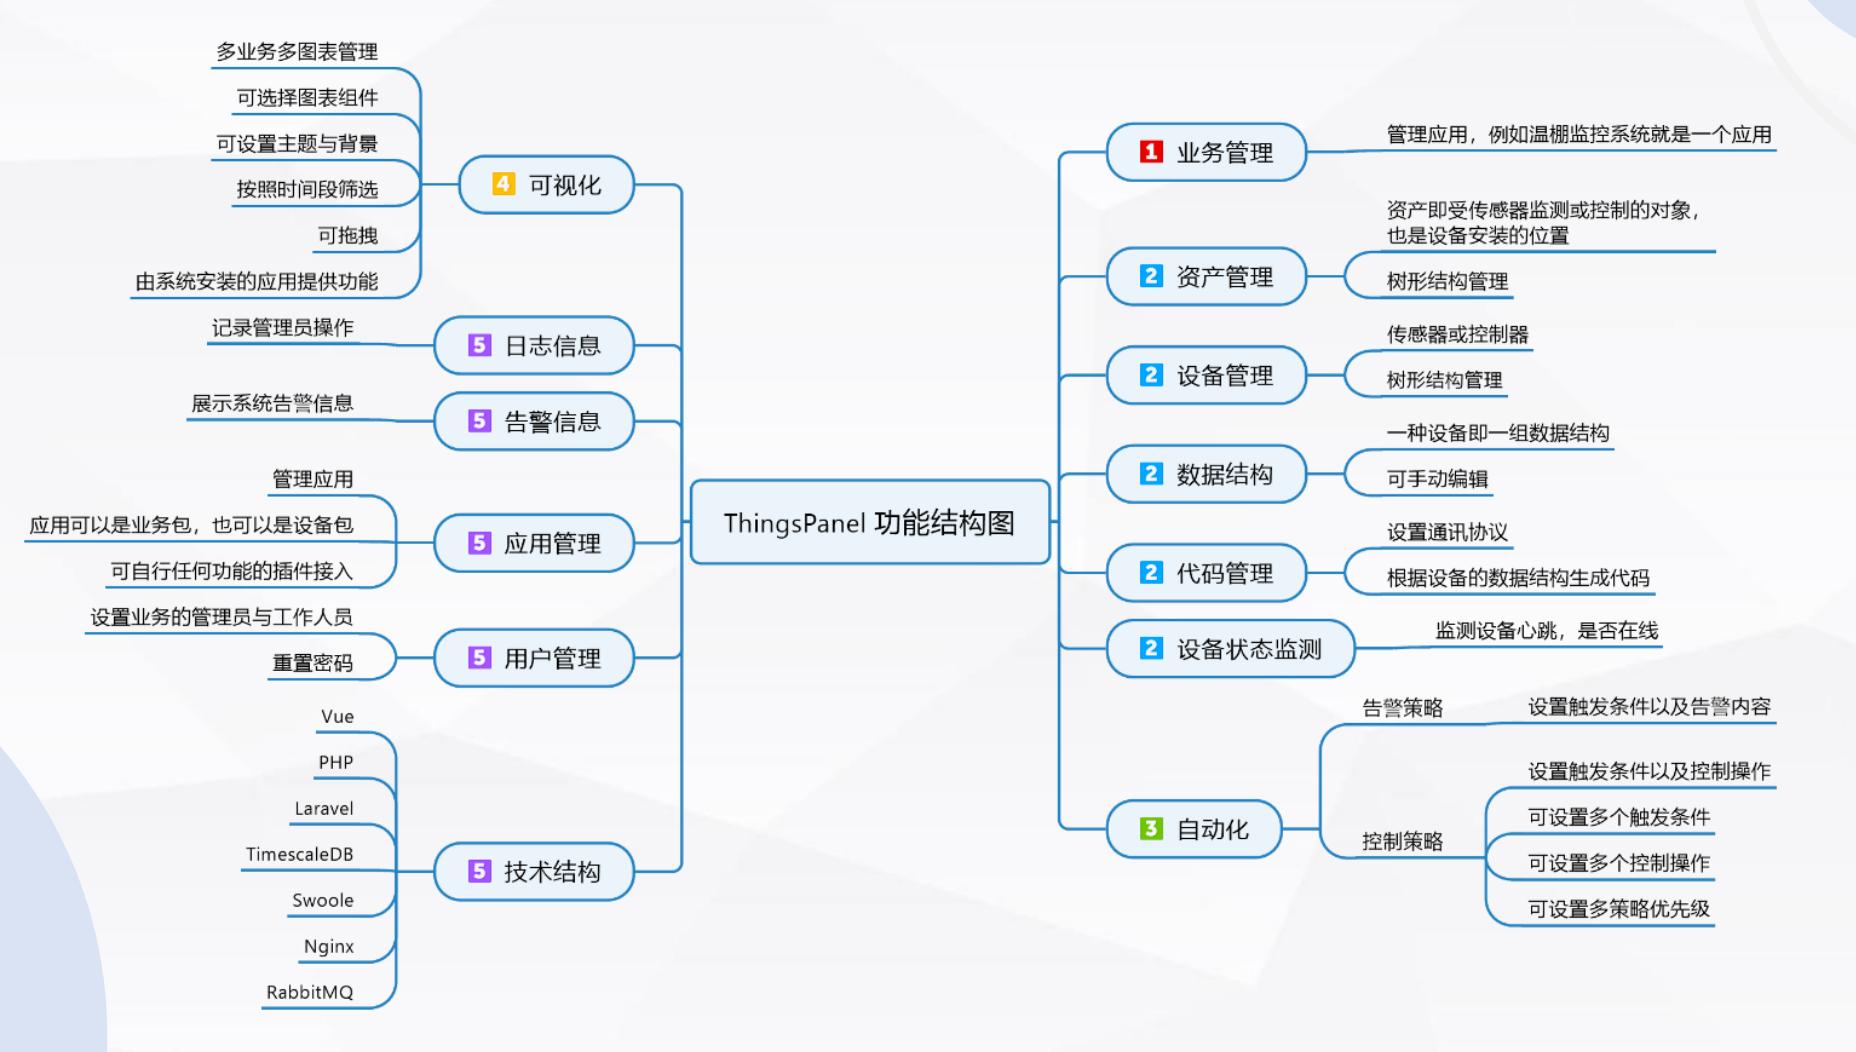 多业务多图表管理
可选择图表组件
可设置主题与背景
按照时间段筛选
可拖拽
由系统安装的应用提供功能
4 可视化
记录管理员操作
5 日志信息
展示系统告警信息
5 告警信息
管理应用
应用可以是业务包，也可以是设备包
可自行任何功能的插件接入
5 应用管理
设置业务的管理员与工作人员
重置密码
5 用户管理
Vue
PHP
Laravel
TimescaleDB
Swoole
Nginx
RabbitMQ
5 技术结构
ThingsPanel 功能结构图
1 业务管理
管理应用，例如温棚监控系统就是一个应用
2 资产管理
资产即受传感器监测或控制的对象，
也是设备安装的位置
树形结构管理
2 设备管理
传感器或控制器
树形结构管理
2 数据结构
一种设备即一组数据结构
可手动编辑
2 代码管理
设置通讯协议
根据设备的数据结构生成代码
2 设备状态监测
监测设备心跳，是否在线
3 自动化
告警策略
设置触发条件以及告警内容
控制策略
设置触发条件以及控制操作
可设置多个触发条件
可设置多个控制操作
可设置多策略优先级